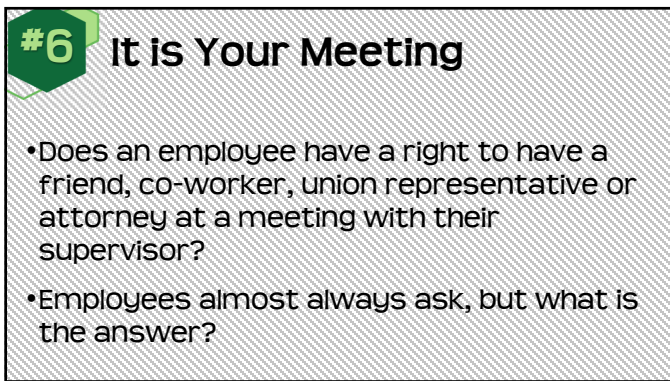 #6 It is Your Meeting
•Does an employee have a right to have a
friend, co-worker, union representative or
attorney at a meeting with their
supervisor?
•Employees almost always ask, but what is
the answer?